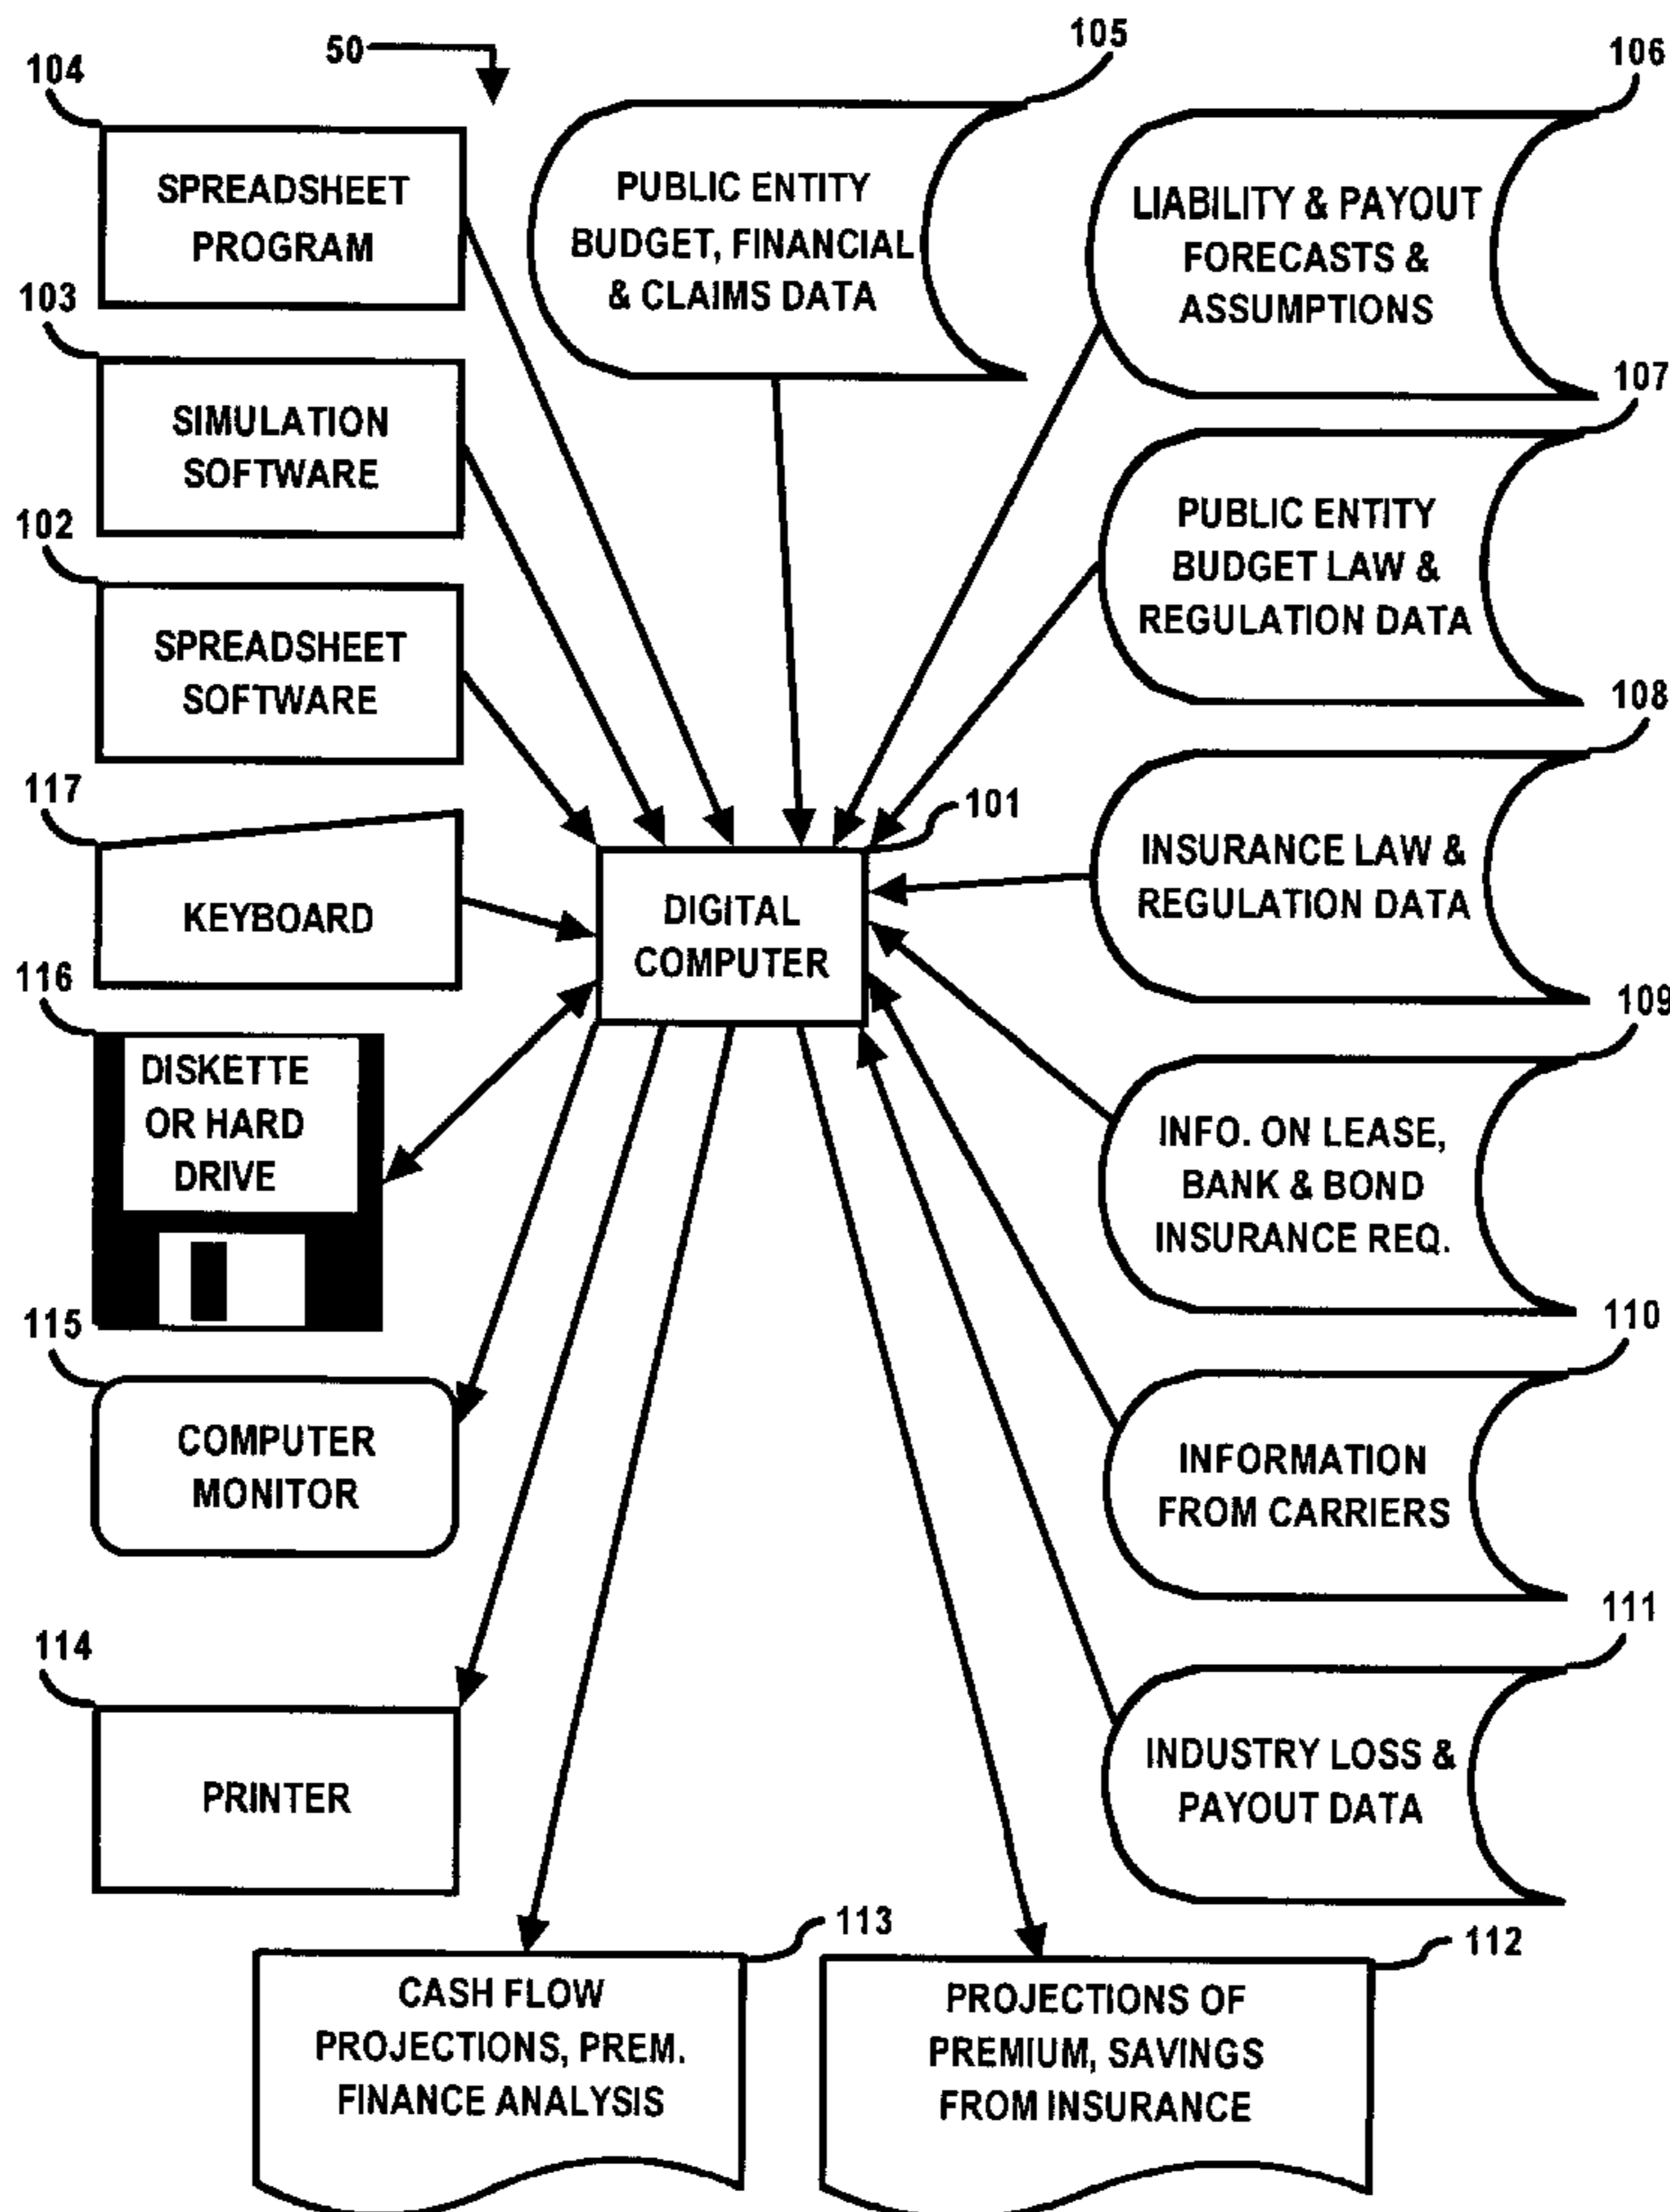 50
104
SPREADSHEET
PROGRAM
105
PUBLIC ENTITY
BUDGET, FINANCIAL
& CLAIMS DATA
106
LIABILITY & PAYOUT
FORECASTS &
ASSUMPTIONS
103
SIMULATION
SOFTWARE
107
PUBLIC ENTITY
BUDGET LAW &
REGULATION DATA
102
SPREADSHEET
SOFTWARE
108
INSURANCE LAW &
REGULATION DATA
117
KEYBOARD
101
DIGITAL
COMPUTER
116
DISKETTE
OR HARD
DRIVE
109
INFO. ON LEASE,
BANK & BOND
INSURANCE REQ.
115
COMPUTER
MONITOR
110
INFORMATION
FROM CARRIERS
114
PRINTER
111
INDUSTRY LOSS &
PAYOUT DATA
113
CASH FLOW
PROJECTIONS, PREM.
FINANCE ANALYSIS
112
PROJECTIONS OF
PREMIUM, SAVINGS
FROM INSURANCE